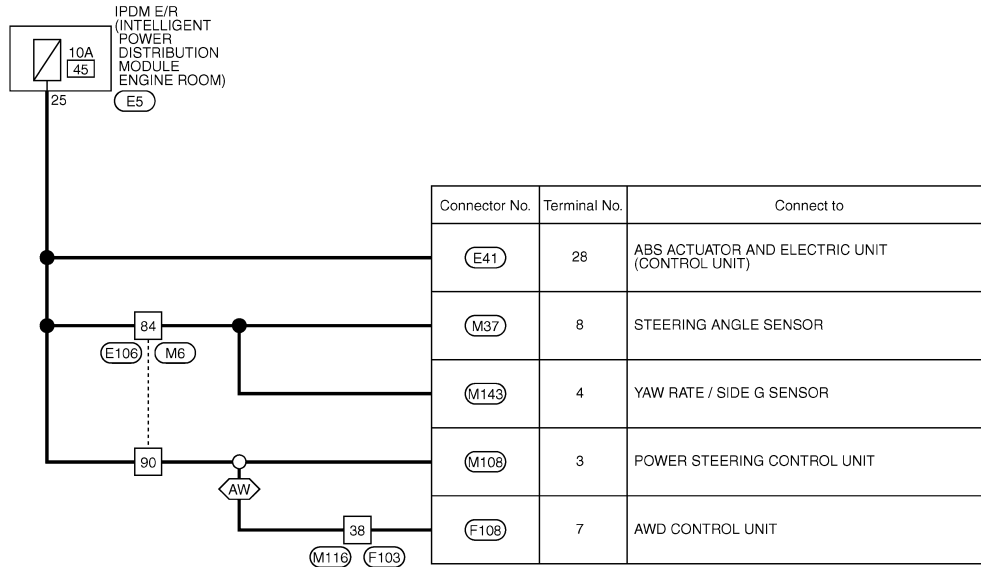 IPDM E/R
(INTELLIGENT
POWER
DISTRIBUTION
MODULE
ENGINE ROOM)
10A
45
25
E5
Connector No. Terminal No. Connect to
E41 28 ABS ACTUATOR AND ELECTRIC UNIT
(CONTROL UNIT)
84
M37 8 STEERING ANGLE SENSOR
E106 M6
M143 4 YAW RATE / SIDE G SENSOR
90
M108 3 POWER STEERING CONTROL UNIT
AW
38
F108 7 AWD CONTROL UNIT
M116 F103